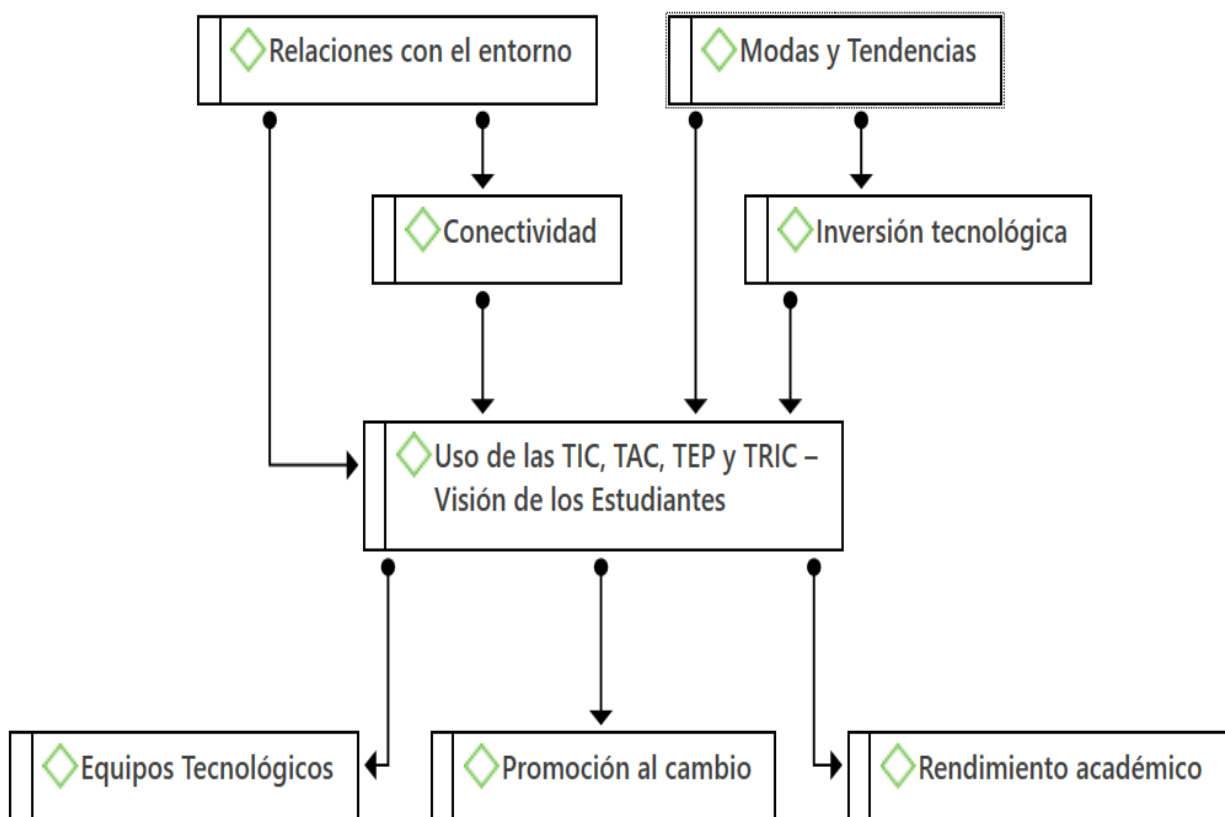 Relaciones con el entorno
Modas y Tendencias
Conectividad
Inversión tecnológica
Uso de las TIC, TAC, TEP y TRIC –
Visión de los Estudiantes
Equipos Tecnológicos
Promoción al cambio
Rendimiento académico